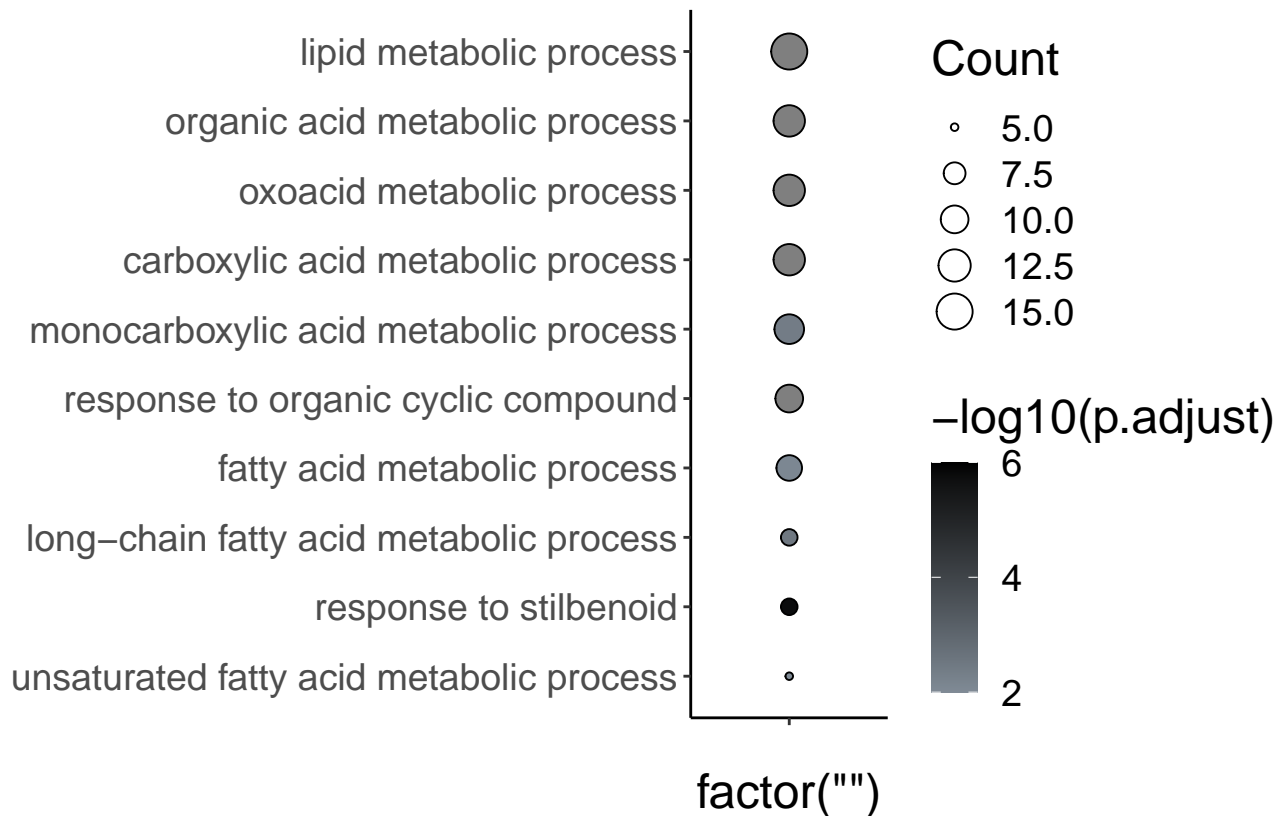 lipid metabolic process
organic acid metabolic process
oxoacid metabolic process
carboxylic acid metabolic process
monocarboxylic acid metabolic process
response to organic cyclic compound
fatty acid metabolic process
long−chain fatty acid metabolic process
response to stilbenoid
unsaturated fatty acid metabolic process
factor("")
Count
5.0
7.5
10.0
12.5
15.0
−log10(p.adjust)
6
4
2